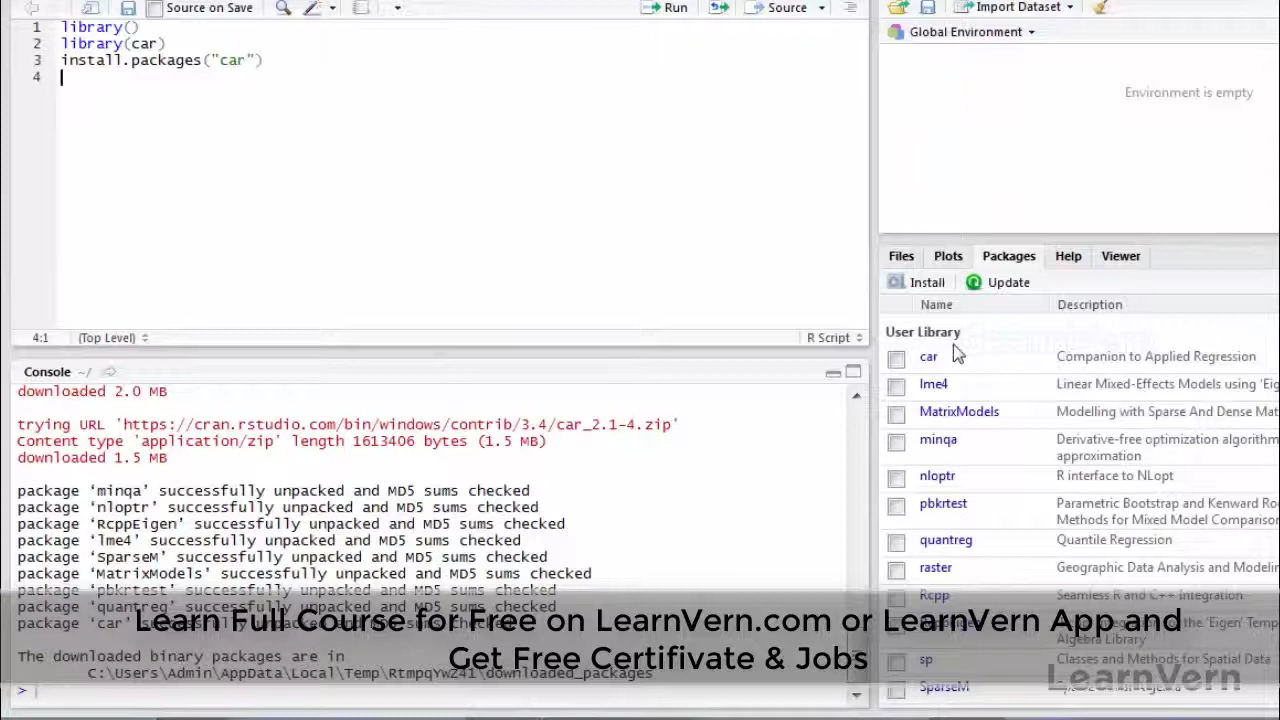 Source on Save
Run
Source
Import Dataset
1 library()
2 library(car)
3 install.packages("car")
4
Global Environment
Environment is empty
4:1 (Top Level)
R Script
Files Plots Packages Help Viewer
Install Update
Name Description
User Library
car Companion to Applied Regression
lme4 Linear Mixed-Effects Models using 'Eig
MatrixModels Modelling with Sparse And Dense Mat
minqa Derivative-free optimization algorithm
approximation
nloptr R interface to NLopt
pbkrtest Parametric Bootstrap and Kenward Ro
Methods for Mixed Model Compariso
quantreg Quantile Regression
raster Geographic Data Analysis and Modelin
Rcpp Seamless R and C++ Integration
for the 'Eigen' Temp
Algebra Library
sp Classes and Methods for Spatial Data
SparseM
Console ~/
downloaded 2.0 MB
trying URL 'https://cran.rstudio.com/bin/windows/contrib/3.4/car_2.1-4.zip'
Content type 'application/zip' length 1613406 bytes (1.5 MB)
downloaded 1.5 MB
package ‘minqa’ successfully unpacked and MD5 sums checked
package ‘nloptr’ successfully unpacked and MD5 sums checked
package ‘RcppEigen’ successfully unpacked and MD5 sums checked
package ‘lme4’ successfully unpacked and MD5 sums checked
package ‘SparseM’ successfully unpacked and MD5 sums checked
package ‘MatrixModels’ successfully unpacked and MD5 sums checked
package ‘pbkrtest’ successfully unpacked and MD5 sums checked
package ‘quantreg’ successfully unpacked and MD5 sums checked
package ‘car’
The downloaded binary packages are in
C:\Users\Admin\AppData\Local\Temp\RtmpqYwZ41\downloaded_packages
>
Learn Full Course for Free on LearnVern.com or LearnVern App and
Get Free Certifivate & Jobs
LearnVern